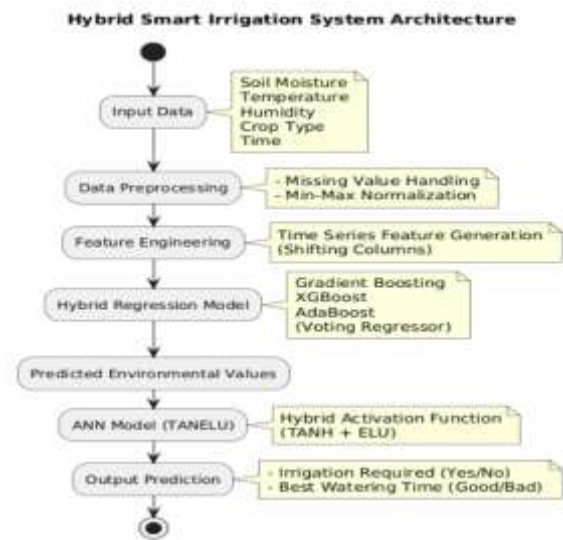 Hybrid Smart Irrigation System Architecture
Input Data
Soil Moisture
Temperature
Humidity
Crop Type
Time
Data Preprocessing
- Missing Value Handling
- Min-Max Normalization
Feature Engineering
Time Series Feature Generation
(Shifting Columns)
Hybrid Regression Model
Gradient Boosting
XGBoost
AdaBoost
(Voting Regressor)
Predicted Environmental Values
ANN Model (TANELU)
Hybrid Activation Function
(TANH + ELU)
Output Prediction
- Irrigation Required (Yes/No)
- Best Watering Time (Good/Bad)